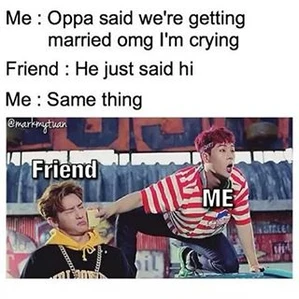 Me : Oppa said we're getting
married omg I'm crying
Friend : He just said hi
Me : Same thing
@markmytuan
Friend
ME